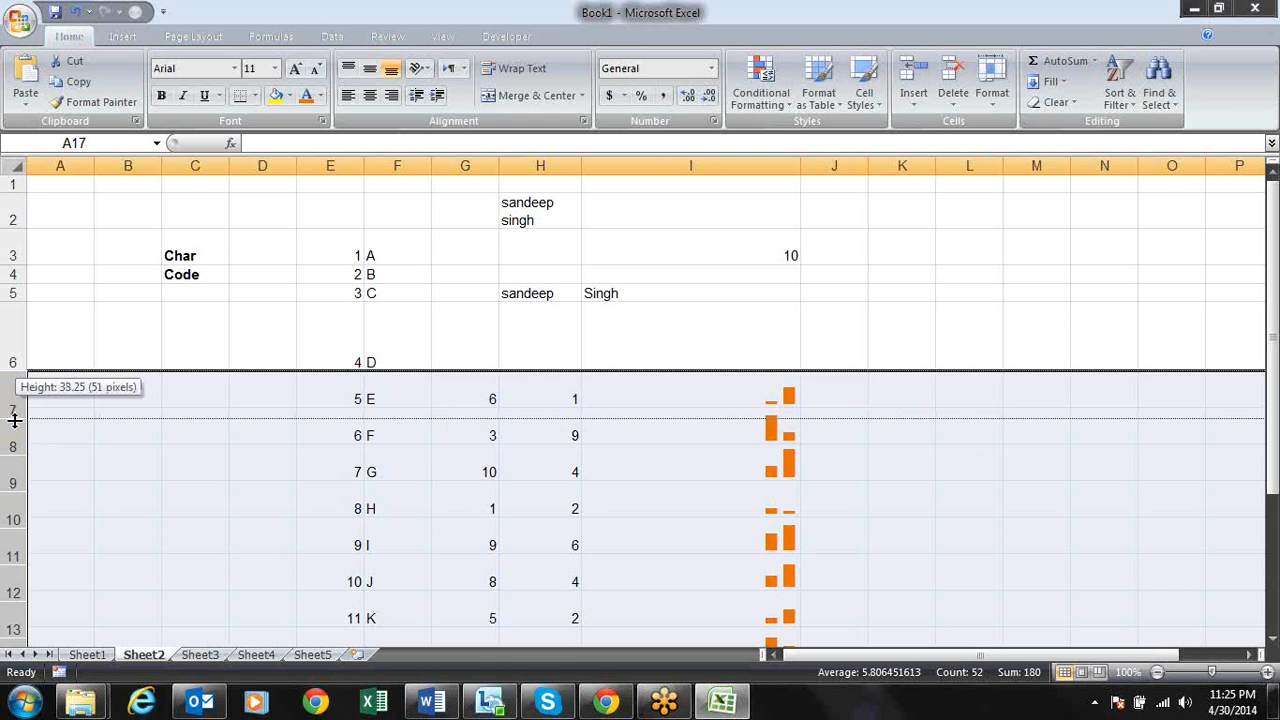 Book1 - Microsoft Excel
Home Insert Page Layout Formulas Data Review View Developer
Cut
Copy
Format Painter
Paste
Clipboard
Arial 11
B I U
Font
Wrap Text
Merge & Center
Alignment
General
$ % ,
Number
Conditional Formatting
Format as Table
Cell Styles
Styles
Insert Delete Format
Cells
AutoSum
Fill
Clear
Sort & Filter
Find & Select
Editing
A17 fx
A B C D E F G H I J K L M N O P
1
2 sandeep
singh
3 Char 1 A 10
4 Code 2 B
5 3 C sandeep Singh
6 4 D
Height: 38.25 (51 pixels)
7 5 E 6 1
8 6 F 3 9
9 7 G 10 4
10 8 H 1 2
11 9 I 9 6
12 10 J 8 4
13 11 K 5 2
Sheet1 Sheet2 Sheet3 Sheet4 Sheet5
Ready Average: 5.806451613 Count: 52 Sum: 180 100%
11:25 PM
4/30/2014